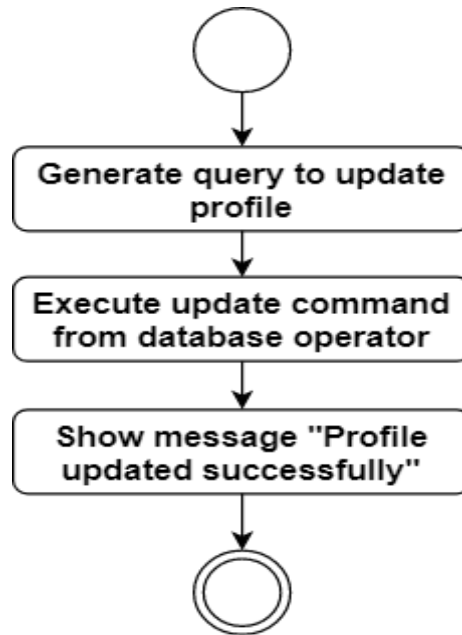 Generate query to update
profile
Execute update command
from database operator
Show message "Profile
updated successfully"